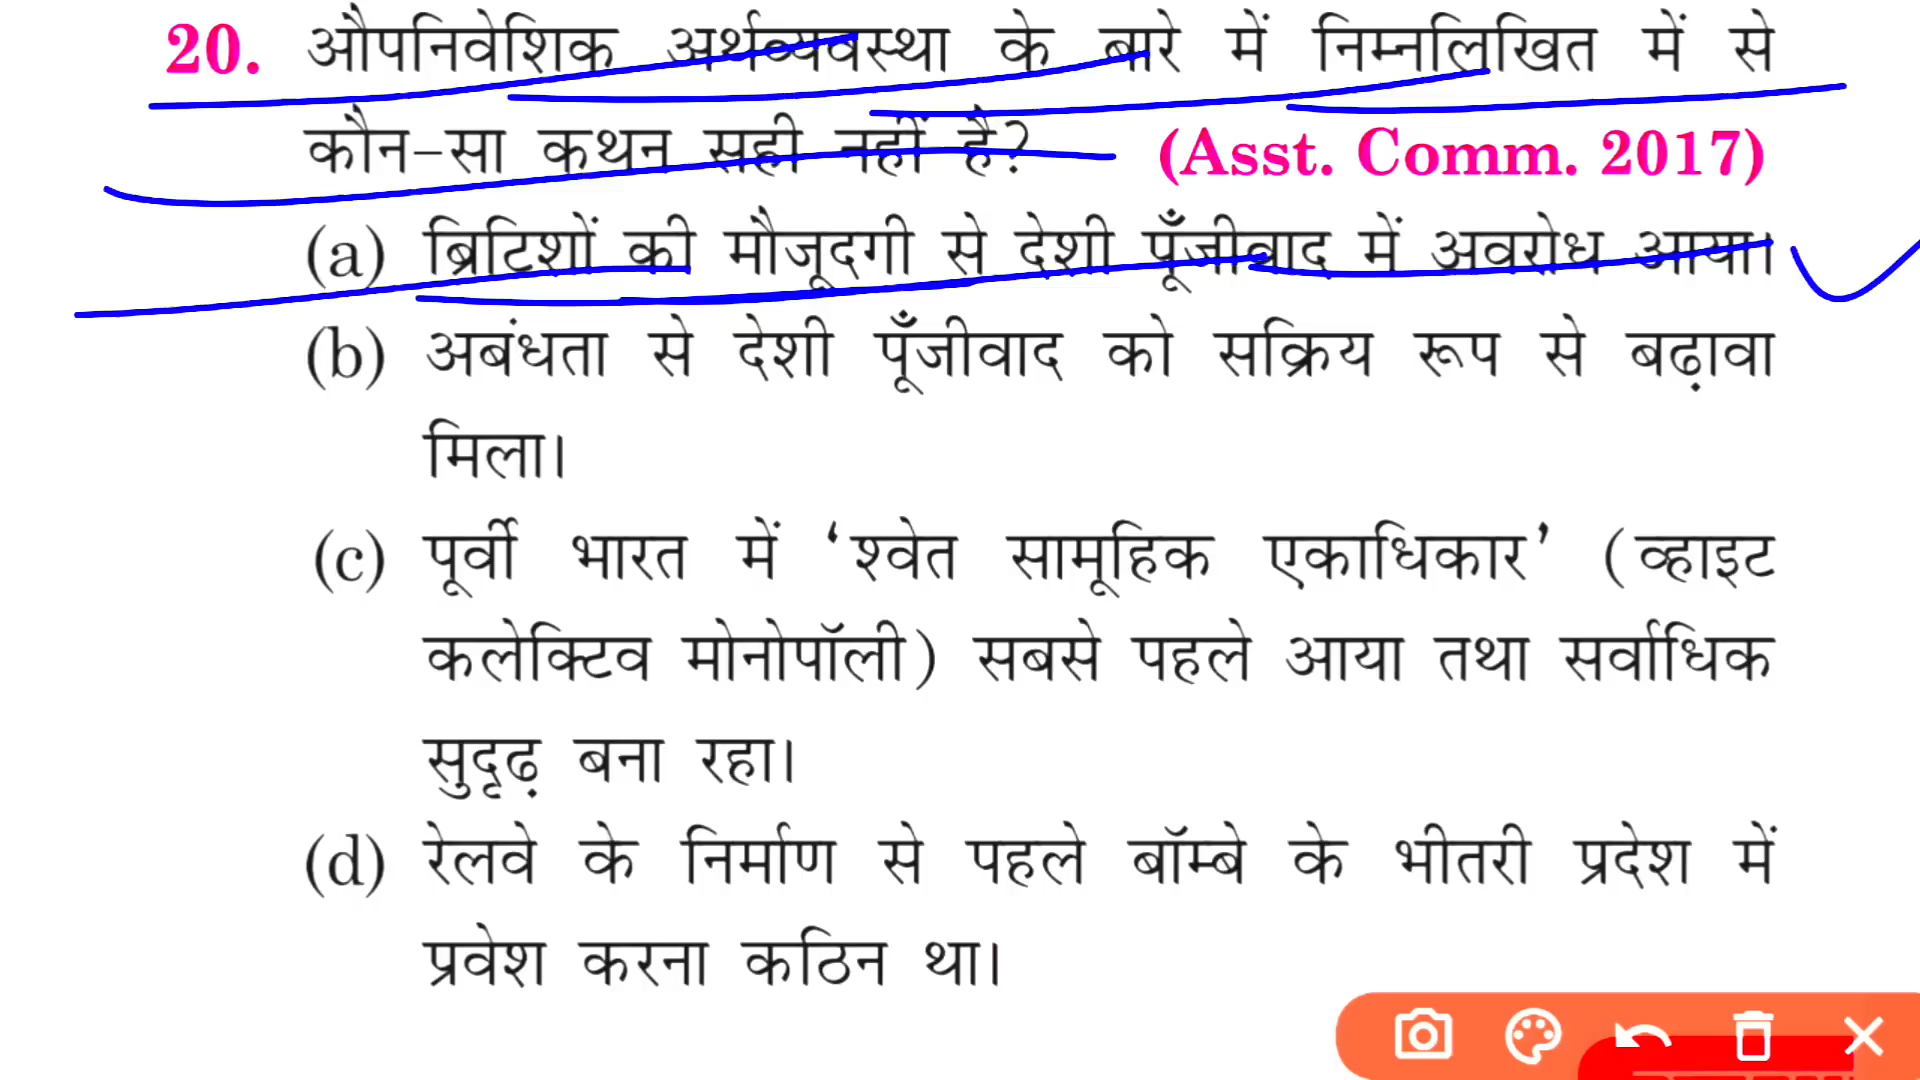 20. औपनिवेशिक अर्थव्यवस्था के बारे में निम्नलिखित में से
कौन-सा कथन सही नहीं है? (Asst. Comm. 2017)
(a) ब्रिटिशों की मौजूदगी से देशी पूँजीवाद में अवरोध आया।
(b) अबंधता से देशी पूँजीवाद को सक्रिय रूप से बढ़ावा
मिला।
(c) पूर्वी भारत में ‘श्वेत सामूहिक एकाधिकार’ (व्हाइट
कलेक्टिव मोनोपॉली) सबसे पहले आया तथा सर्वाधिक
सुदृढ़ बना रहा।
(d) रेलवे के निर्माण से पहले बॉम्बे के भीतरी प्रदेश में
प्रवेश करना कठिन था।